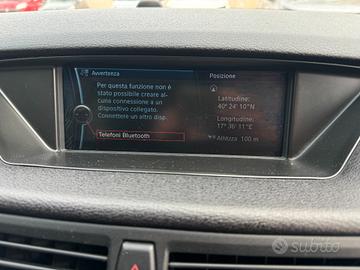 Avvertenza
Per questa funzione non è
stato possibile creare al-
cuna connessione a un
dispositivo collegato.
Connettere un altro disp.
Telefoni Bluetooth
Posizione
Latitudine:
40° 24' 10"N
Longitudine:
17° 36' 11"E
Altezza 100 m
subito